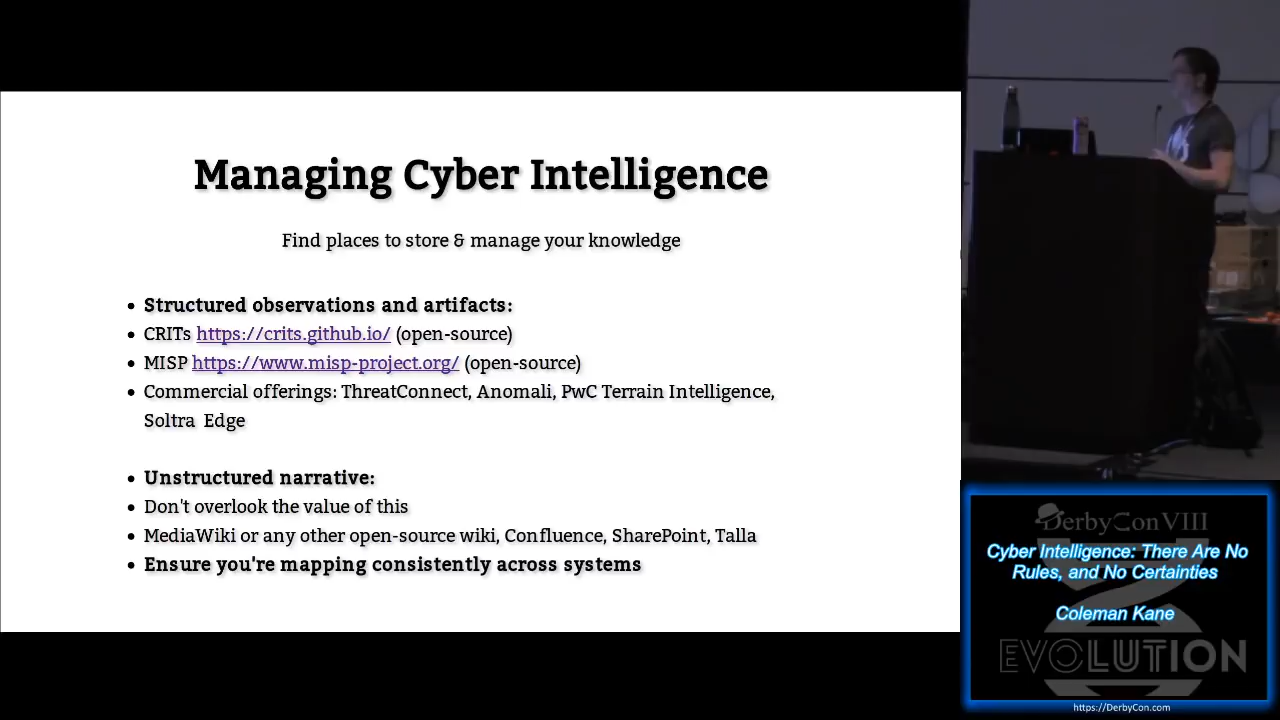 Managing Cyber Intelligence
Find places to store & manage your knowledge
• Structured observations and artifacts:
• CRITs https://crits.github.io/ (open-source)
• MISP https://www.misp-project.org/ (open-source)
• Commercial offerings: ThreatConnect, Anomali, PwC Terrain Intelligence,
Soltra Edge
• Unstructured narrative:
• Don't overlook the value of this
• MediaWiki or any other open-source wiki, Confluence, SharePoint, Talla
• Ensure you're mapping consistently across systems
DerbyCon VIII
Cyber Intelligence: There Are No
Rules, and No Certainties
Coleman Kane
EVOLUTION
https://DerbyCon.com